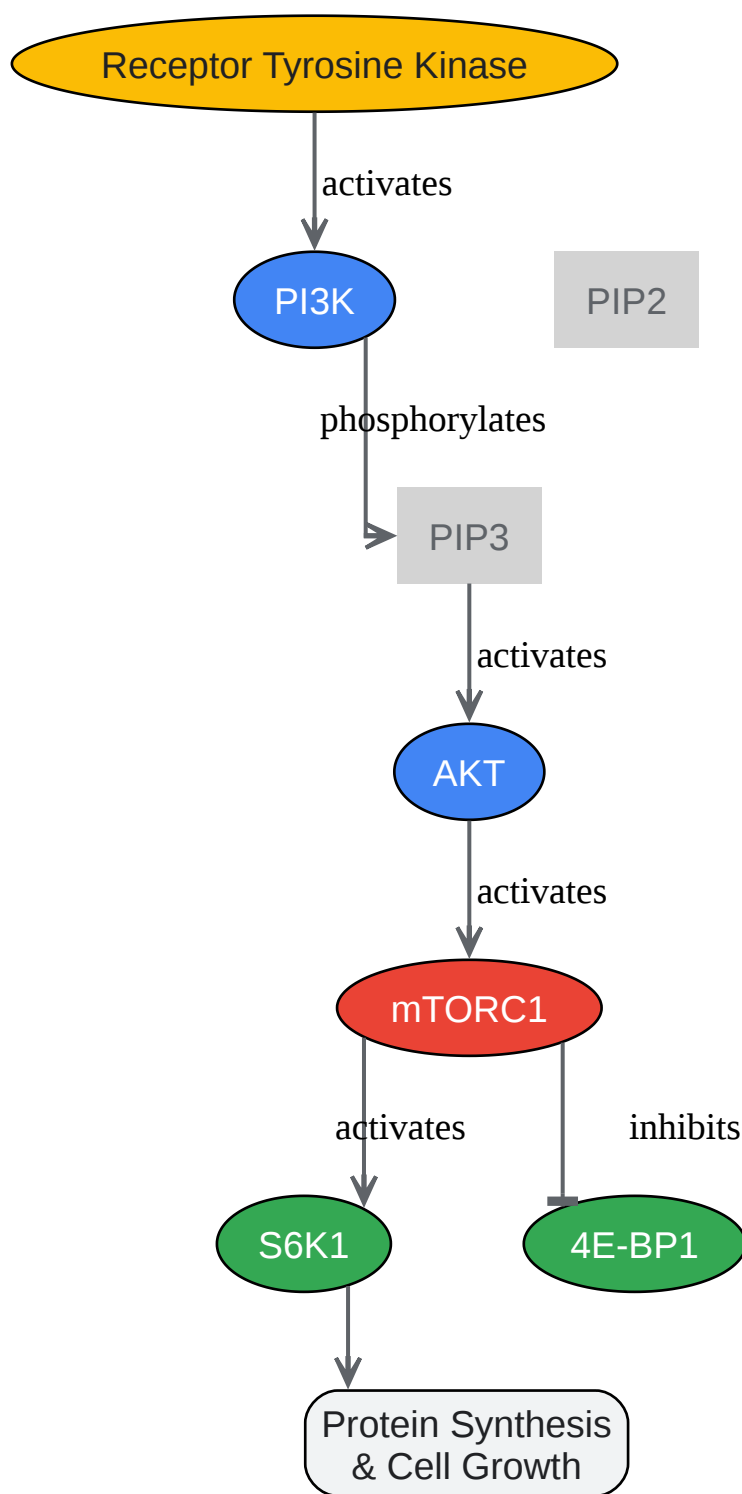 Receptor Tyrosine Kinase
activates
PI3K
PIP2
phosphorylates
PIP3
activates
AKT
activates
mTORC1
activates
inhibits
S6K1
4E-BP1
Protein Synthesis
& Cell Growth